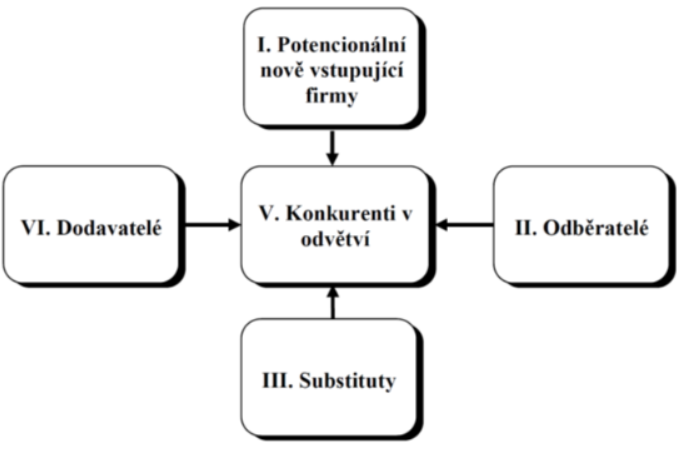 I. Potencionální
nově vstupující
firmy
VI. Dodavatelé
V. Konkurenti v
odvětví
II. Odběratelé
III. Substituty